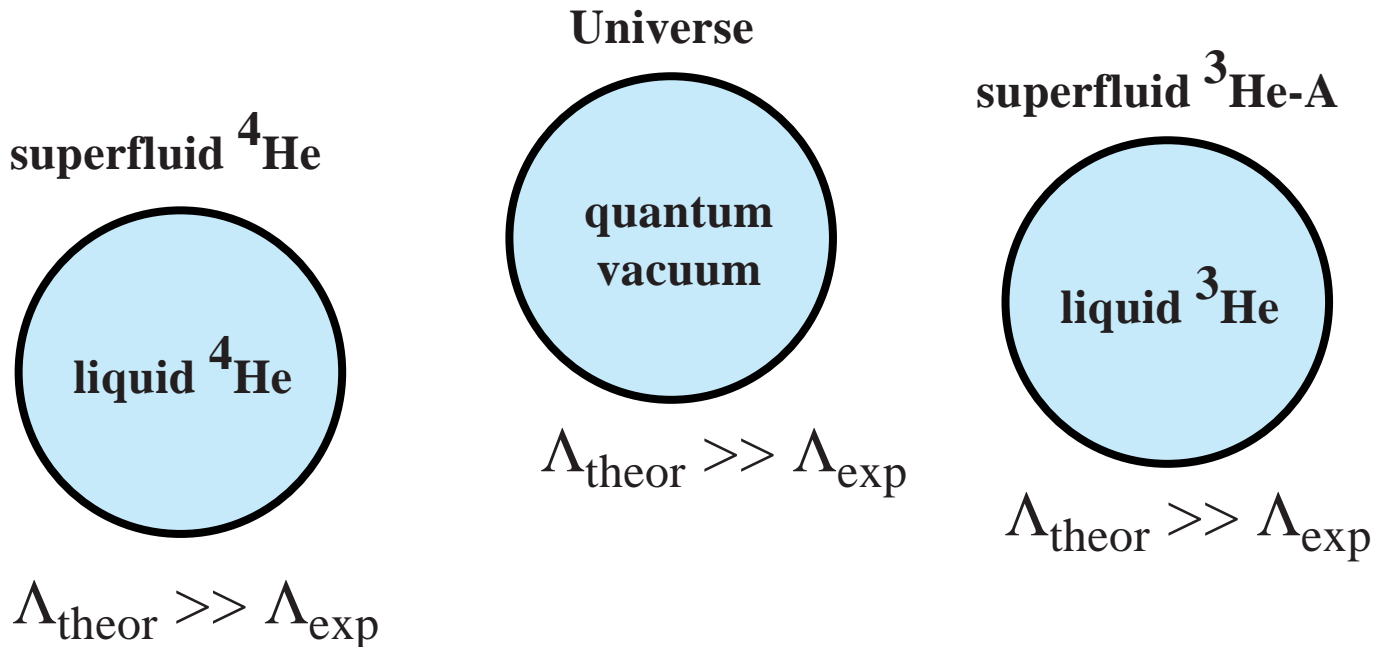 superfluid ⁴He
liquid ⁴He
Λtheor >> Λexp
Universe
quantum
vacuum
Λtheor >> Λexp
superfluid ³He-A
liquid ³He
Λtheor >> Λexp